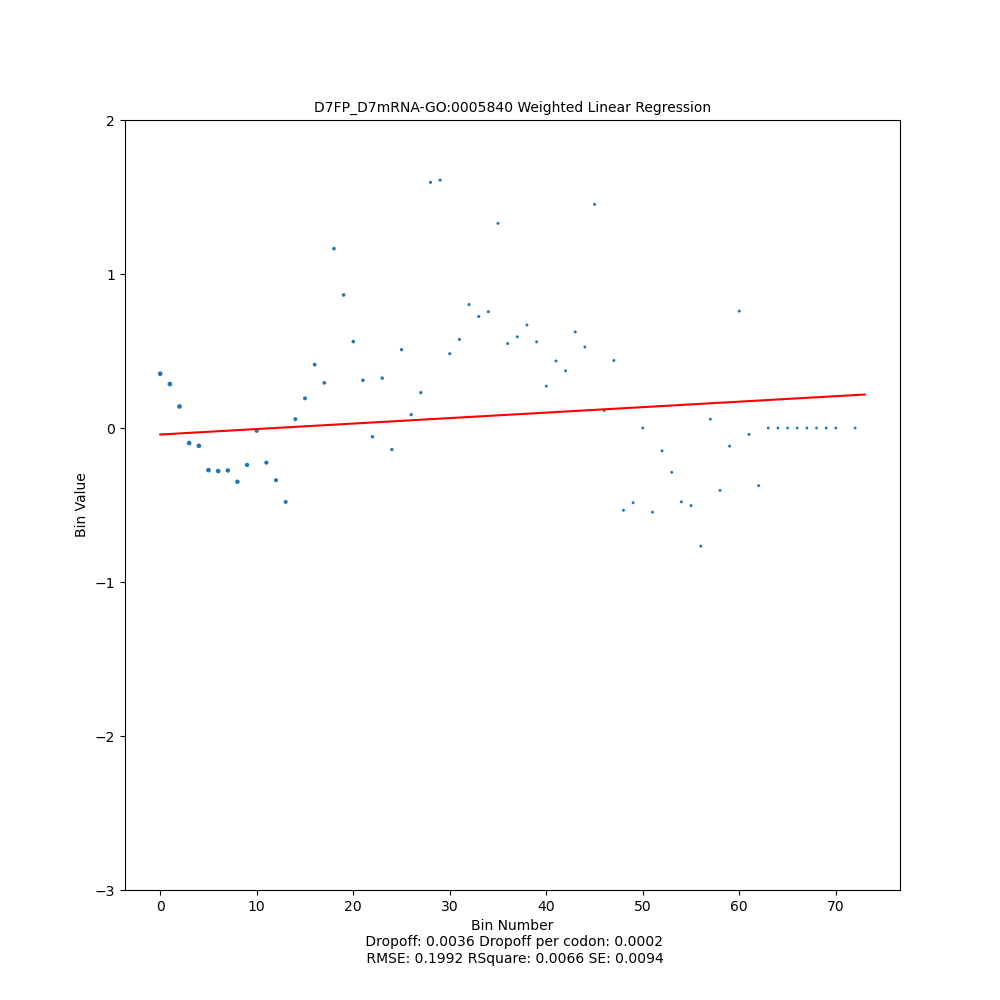 D7FP_D7mRNA-GO:0005840 Weighted Linear Regression
2
1
0
−1
−2
−3
Bin Value
0 10 20 30 40 50 60 70
Bin Number
Dropoff: 0.0036 Dropoff per codon: 0.0002
RMSE: 0.1992 RSquare: 0.0066 SE: 0.0094